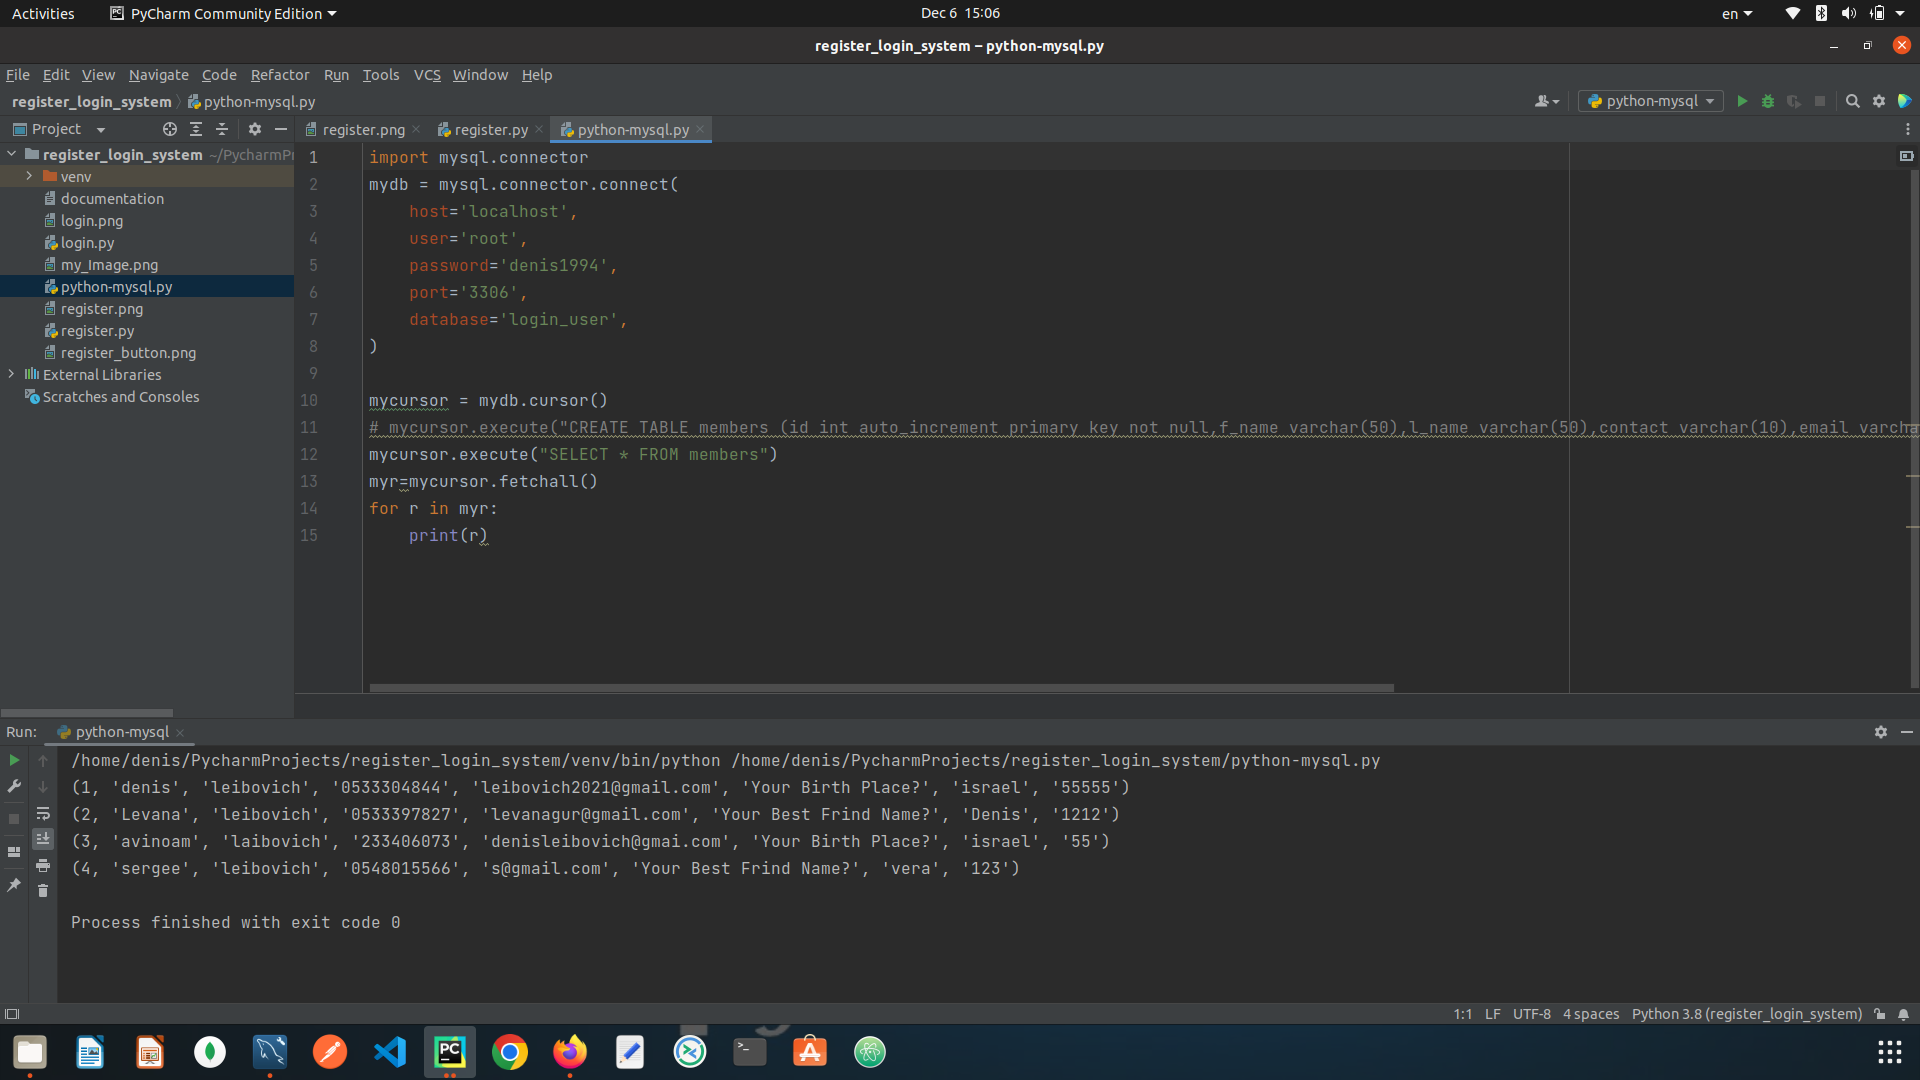 Activities PyCharm Community Edition Dec 6 15:06 en
register_login_system – python-mysql.py
File Edit View Navigate Code Refactor Run Tools VCS Window Help
register_login_system python-mysql.py python-mysql
Project register.png register.py python-mysql.py
register_login_system ~/PycharmPr
venv
documentation
login.png
login.py
my_Image.png
python-mysql.py
register.png
register.py
register_button.png
External Libraries
Scratches and Consoles
1 import mysql.connector
2 mydb = mysql.connector.connect(
3 host='localhost',
4 user='root',
5 password='denis1994',
6 port='3306',
7 database='login_user',
8 )
9
10 mycursor = mydb.cursor()
11 # mycursor.execute("CREATE TABLE members (id int auto_increment primary key not null,f_name varchar(50),l_name varchar(50),contact varchar(10),email varcha
12 mycursor.execute("SELECT * FROM members")
13 myr=mycursor.fetchall()
14 for r in myr:
15 print(r)
Run: python-mysql
/home/denis/PycharmProjects/register_login_system/venv/bin/python /home/denis/PycharmProjects/register_login_system/python-mysql.py
(1, 'denis', 'leibovich', '0533304844', 'leibovich2021@gmail.com', 'Your Birth Place?', 'israel', '55555')
(2, 'Levana', 'leibovich', '0533397827', 'levanagur@gmail.com', 'Your Best Frind Name?', 'Denis', '1212')
(3, 'avinoam', 'laibovich', '233406073', 'denisleibovich@gmai.com', 'Your Birth Place?', 'israel', '55')
(4, 'sergee', 'leibovich', '0548015566', 's@gmail.com', 'Your Best Frind Name?', 'vera', '123')
Process finished with exit code 0
1:1 LF UTF-8 4 spaces Python 3.8 (register_login_system)
PC